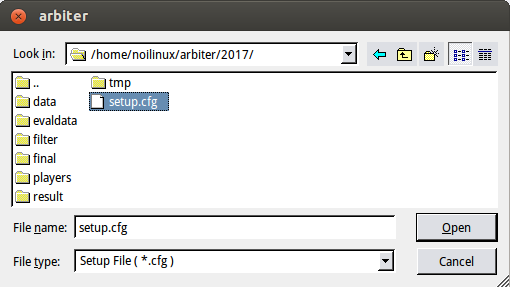 arbiter
Look in: /home/noilinux/arbiter/2017/
.. tmp
data setup.cfg
evaldata
filter
final
players
result
File name: setup.cfg Open
File type: Setup File ( *.cfg ) Cancel